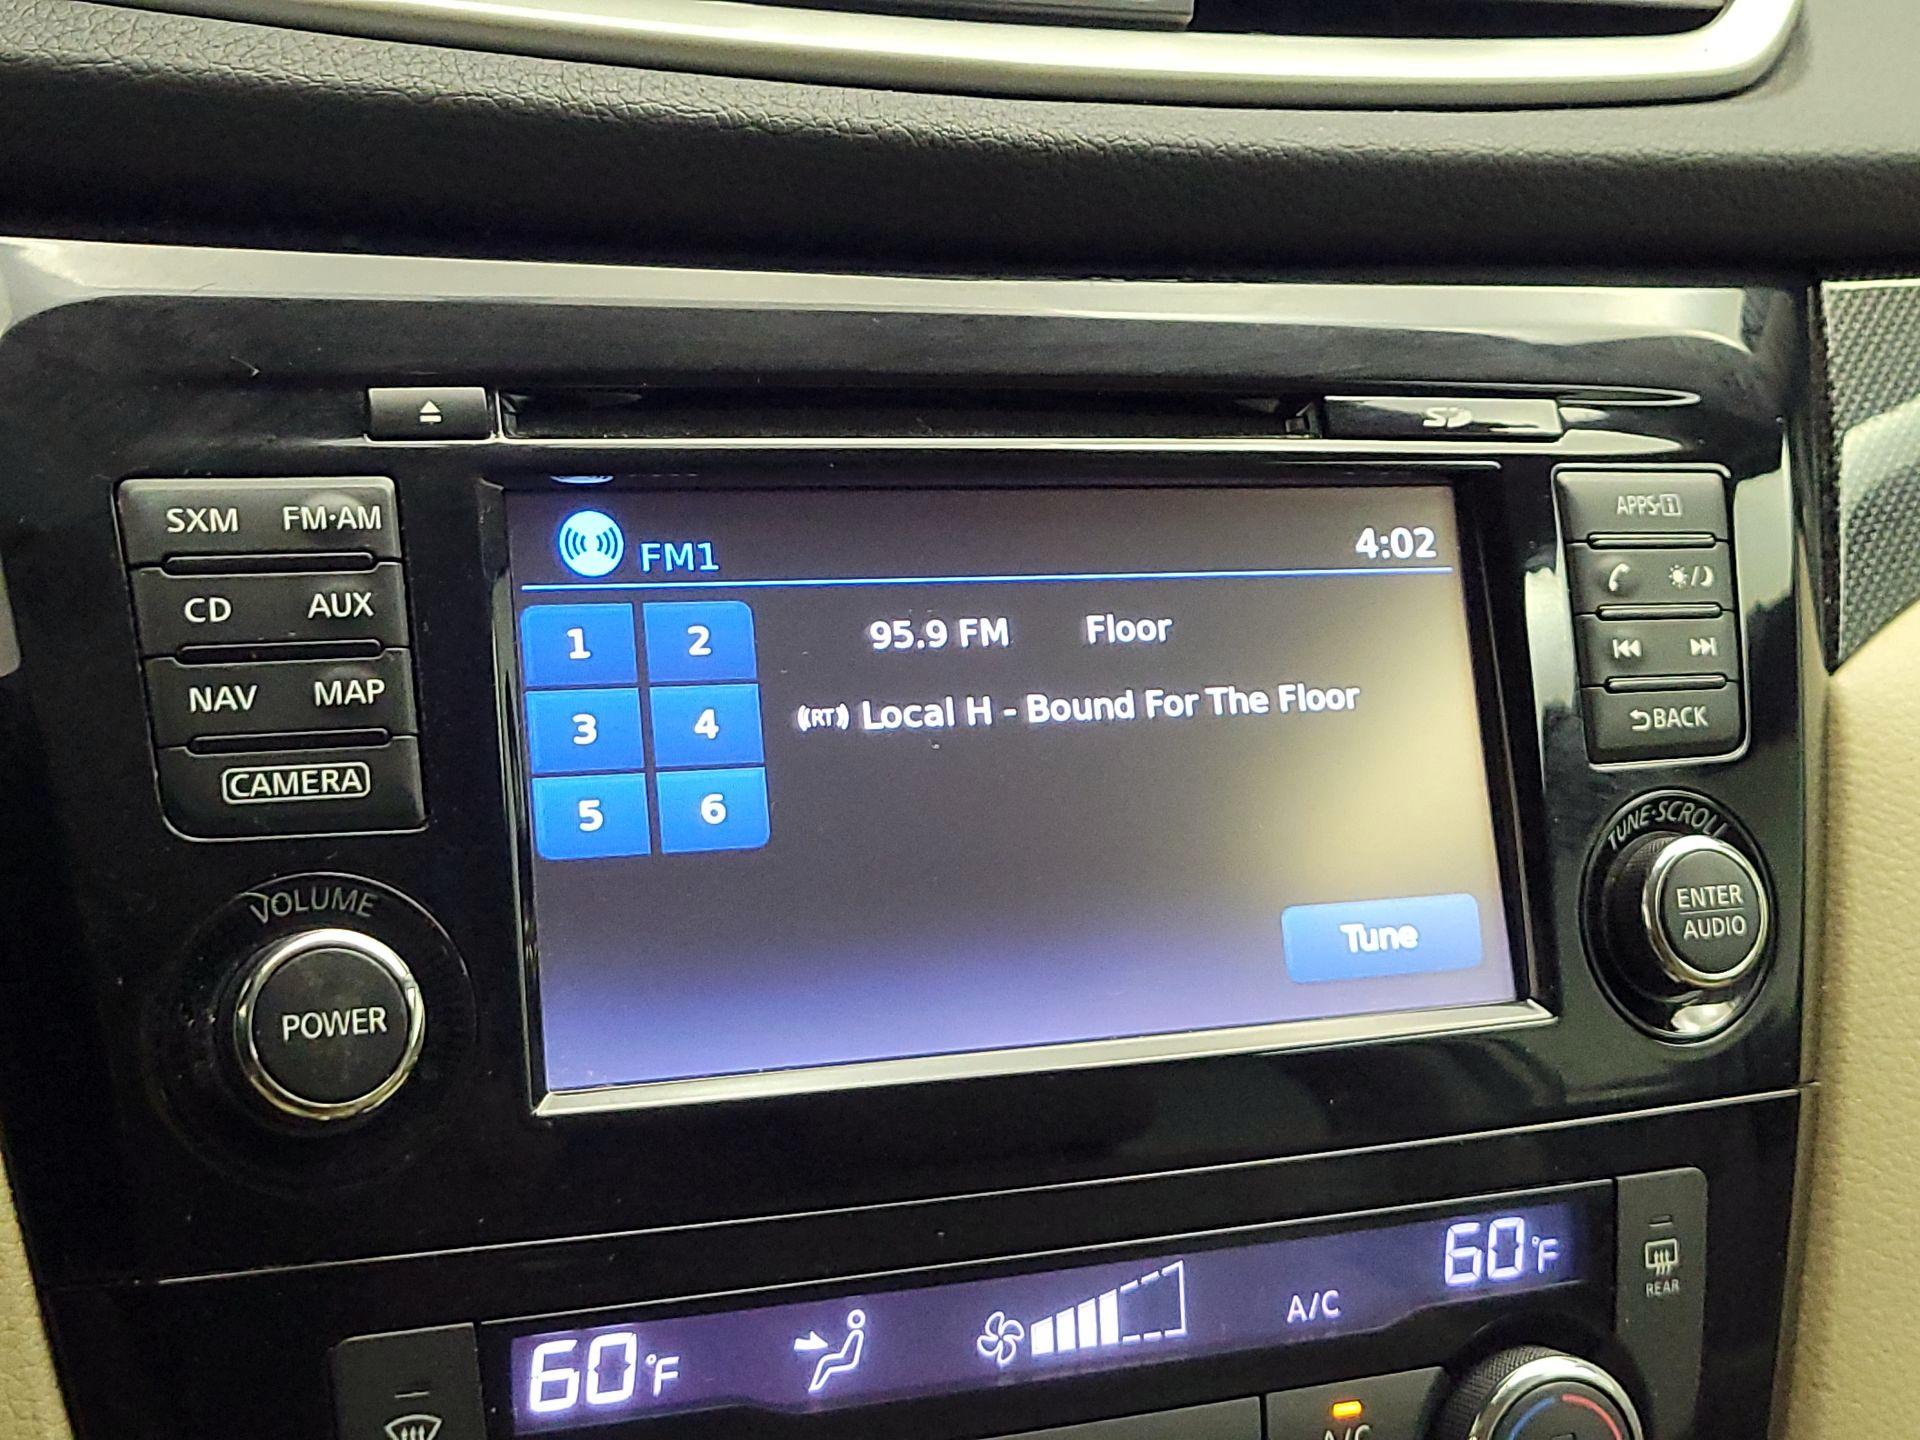 SD
SXM FM·AM
CD AUX
NAV MAP
CAMERA
VOLUME
POWER
FM1 4:02
1 2
3 4
5 6
95.9 FM Floor
((RT)) Local H - Bound For The Floor
Tune
APPS·i
BACK
TUNE·SCROLL
ENTER
AUDIO
60°F A/C 60°F
REAR
A/C